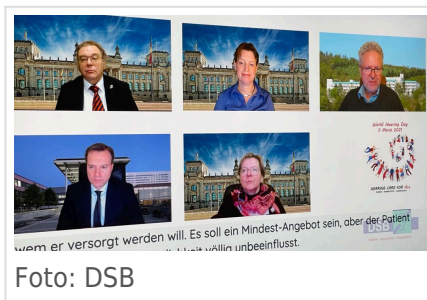 World Hearing Day
3 March 2021
HEARING CARE FOR ALL
wem er versorgt werden will. Es soll ein Mindest-Angebot sein, aber der Patient
völlig unbeeinflusst.
DSB
Foto: DSB